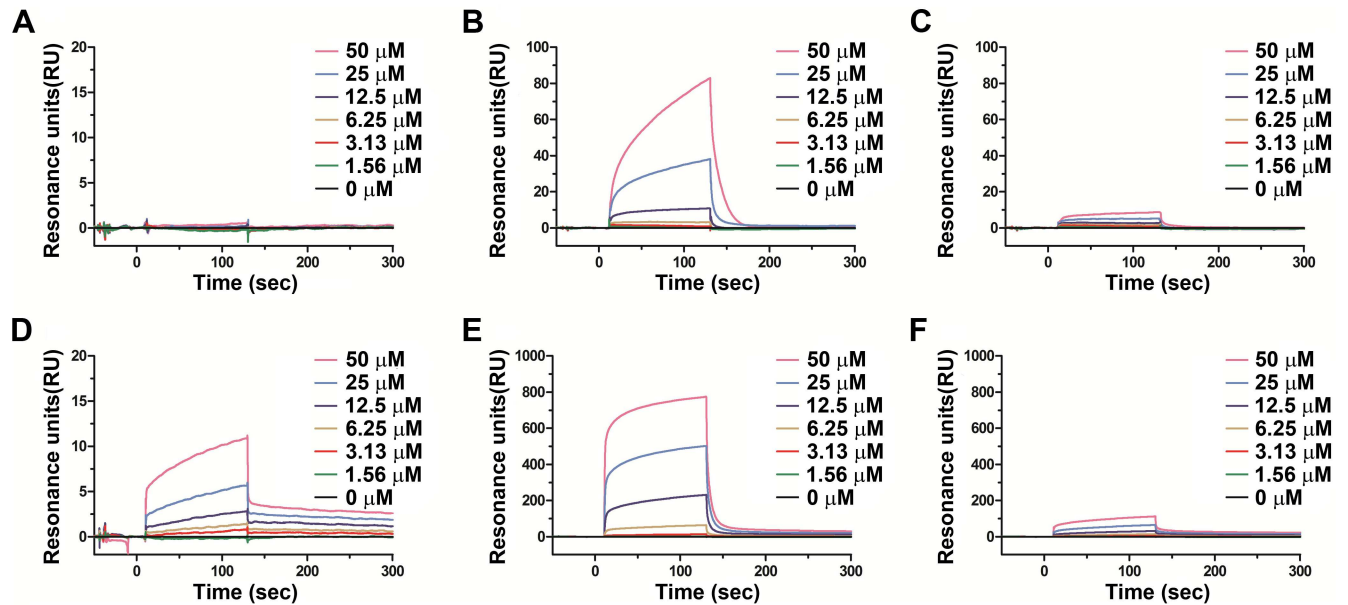 A
Resonance units(RU)
20
15
10
5
0
0 100 200 300
Time (sec)
50 μM
25 μM
12.5 μM
6.25 μM
3.13 μM
1.56 μM
0 μM
B
Resonance units(RU)
100
80
60
40
20
0
0 100 200 300
Time (sec)
50 μM
25 μM
12.5 μM
6.25 μM
3.13 μM
1.56 μM
0 μM
C
Resonance units(RU)
100
80
60
40
20
0
0 100 200 300
Time (sec)
50 μM
25 μM
12.5 μM
6.25 μM
3.13 μM
1.56 μM
0 μM
D
Resonance units(RU)
20
15
10
5
0
0 100 200 300
Time (sec)
50 μM
25 μM
12.5 μM
6.25 μM
3.13 μM
1.56 μM
0 μM
E
Resonance units(RU)
1000
800
600
400
200
0
0 100 200 300
Time (sec)
50 μM
25 μM
12.5 μM
6.25 μM
3.13 μM
1.56 μM
0 μM
F
Resonance units(RU)
1000
800
600
400
200
0
0 100 200 300
Time (sec)
50 μM
25 μM
12.5 μM
6.25 μM
3.13 μM
1.56 μM
0 μM